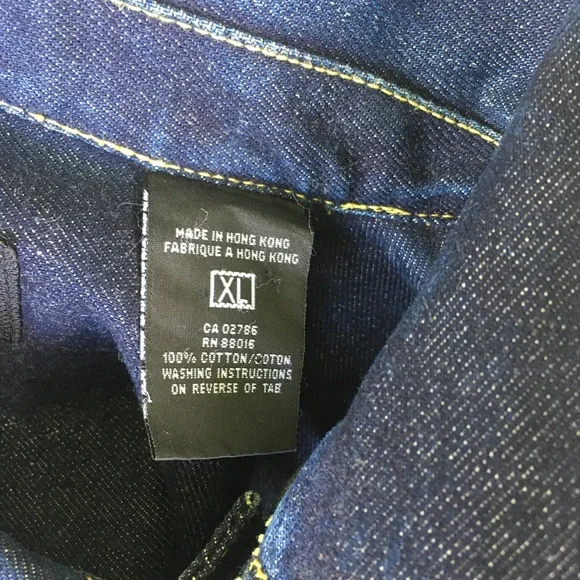 MADE IN HONG KONG
FABRIQUE A HONG KONG
XL
CA 02786
RN 88016
100% COTTON/COTON
WASHING INSTRUCTIONS
ON REVERSE OF TAB